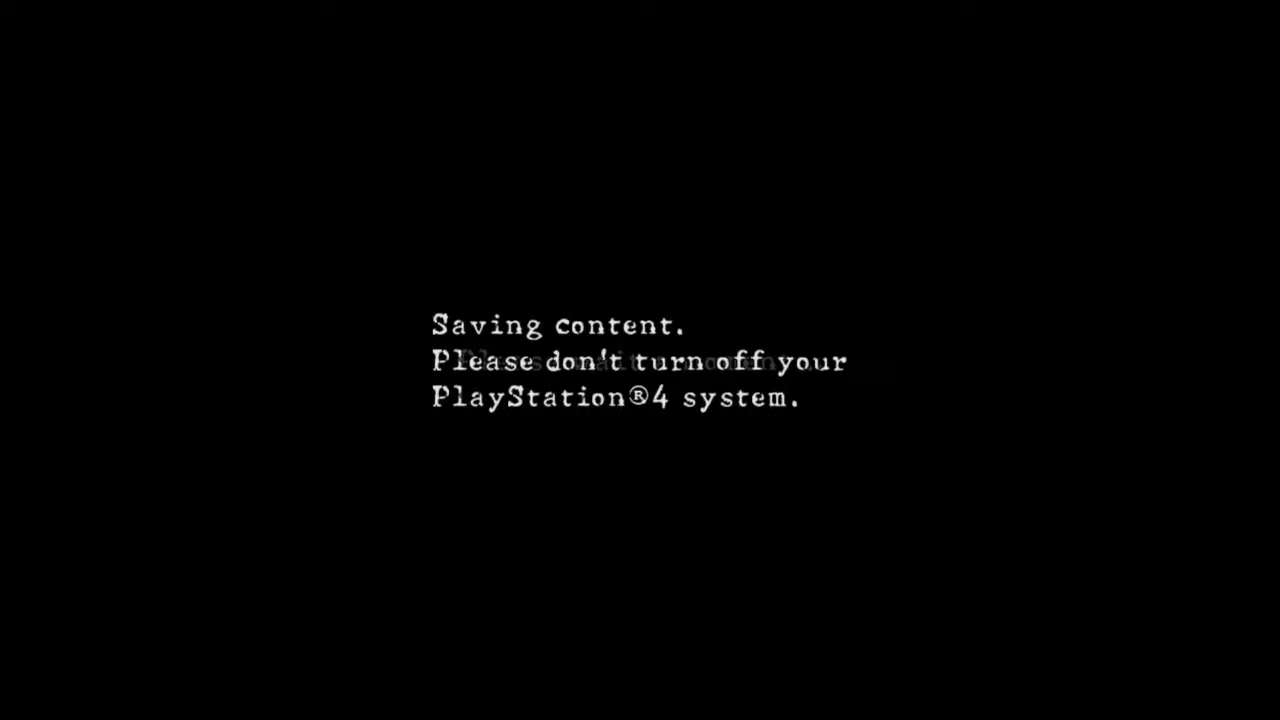 Saving content.
Please don't turn off your
PlayStation®4 system.